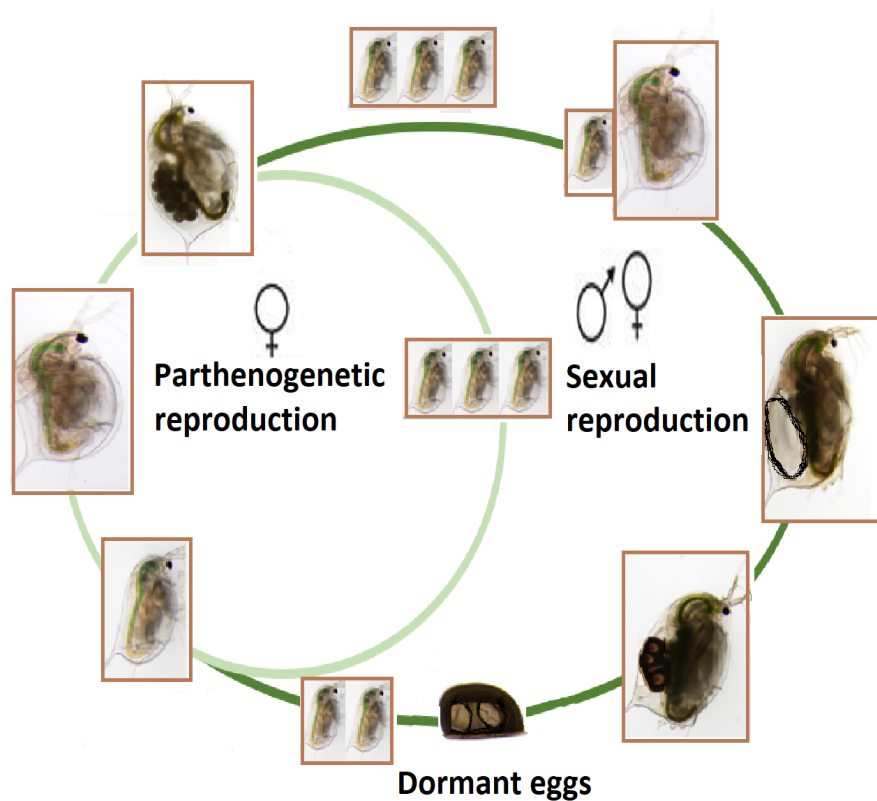 Parthenogenetic
reproduction
Sexual
reproduction
Dormant eggs